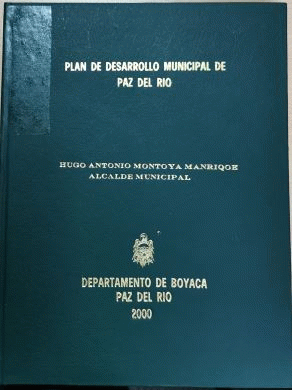 PLAN DE DESARROLLO MUNICIPAL DE
PAZ DEL RIO
HUGO ANTONIO MONTOYA MANRIQOE
ALCALDE MUNICIPAL
DEPARTAMENTO DE BOYACA
PAZ DEL RIO
2000